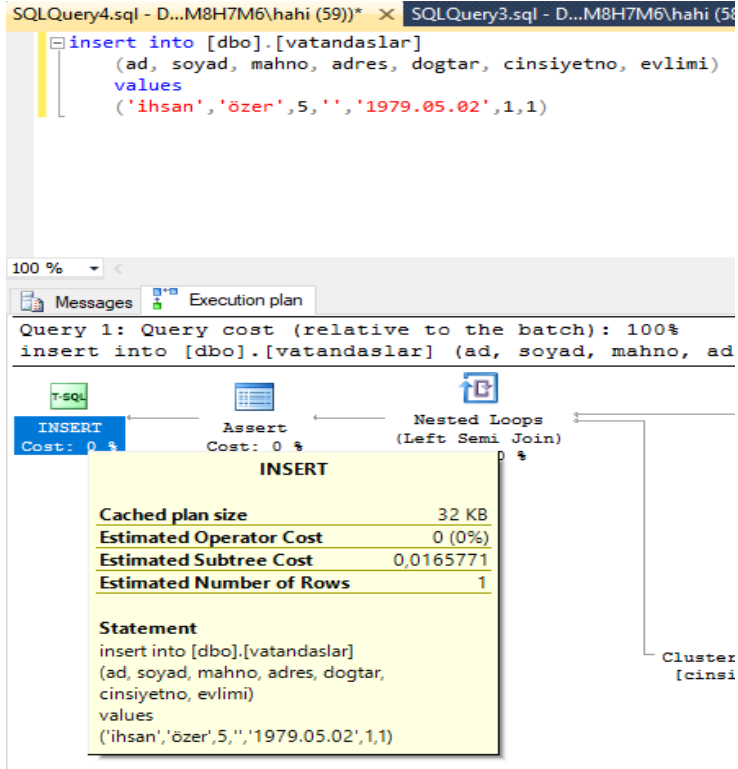 SQLQuery4.sql - D...M8H7M6\hahi (59))* × SQLQuery3.sql - D...M8H7M6\hahi (58
insert into [dbo].[vatandaslar]
(ad, soyad, mahno, adres, dogtar, cinsiyetno, evlimi)
values
('ihsan','özer',5,'','1979.05.02',1,1)
100 %
Messages Execution plan
Query 1: Query cost (relative to the batch): 100%
insert into [dbo].[vatandaslar] (ad, soyad, mahno, ad
T-SQL
INSERT
Cost: 0 %
Assert
Cost: 0 %
Nested Loops
(Left Semi Join)
%
INSERT
Cached plan size 32 KB
Estimated Operator Cost 0 (0%)
Estimated Subtree Cost 0,0165771
Estimated Number of Rows 1
Statement
insert into [dbo].[vatandaslar]
(ad, soyad, mahno, adres, dogtar,
cinsiyetno, evlimi)
values
('ihsan','özer',5,'','1979.05.02',1,1)
Cluster
[cinsi